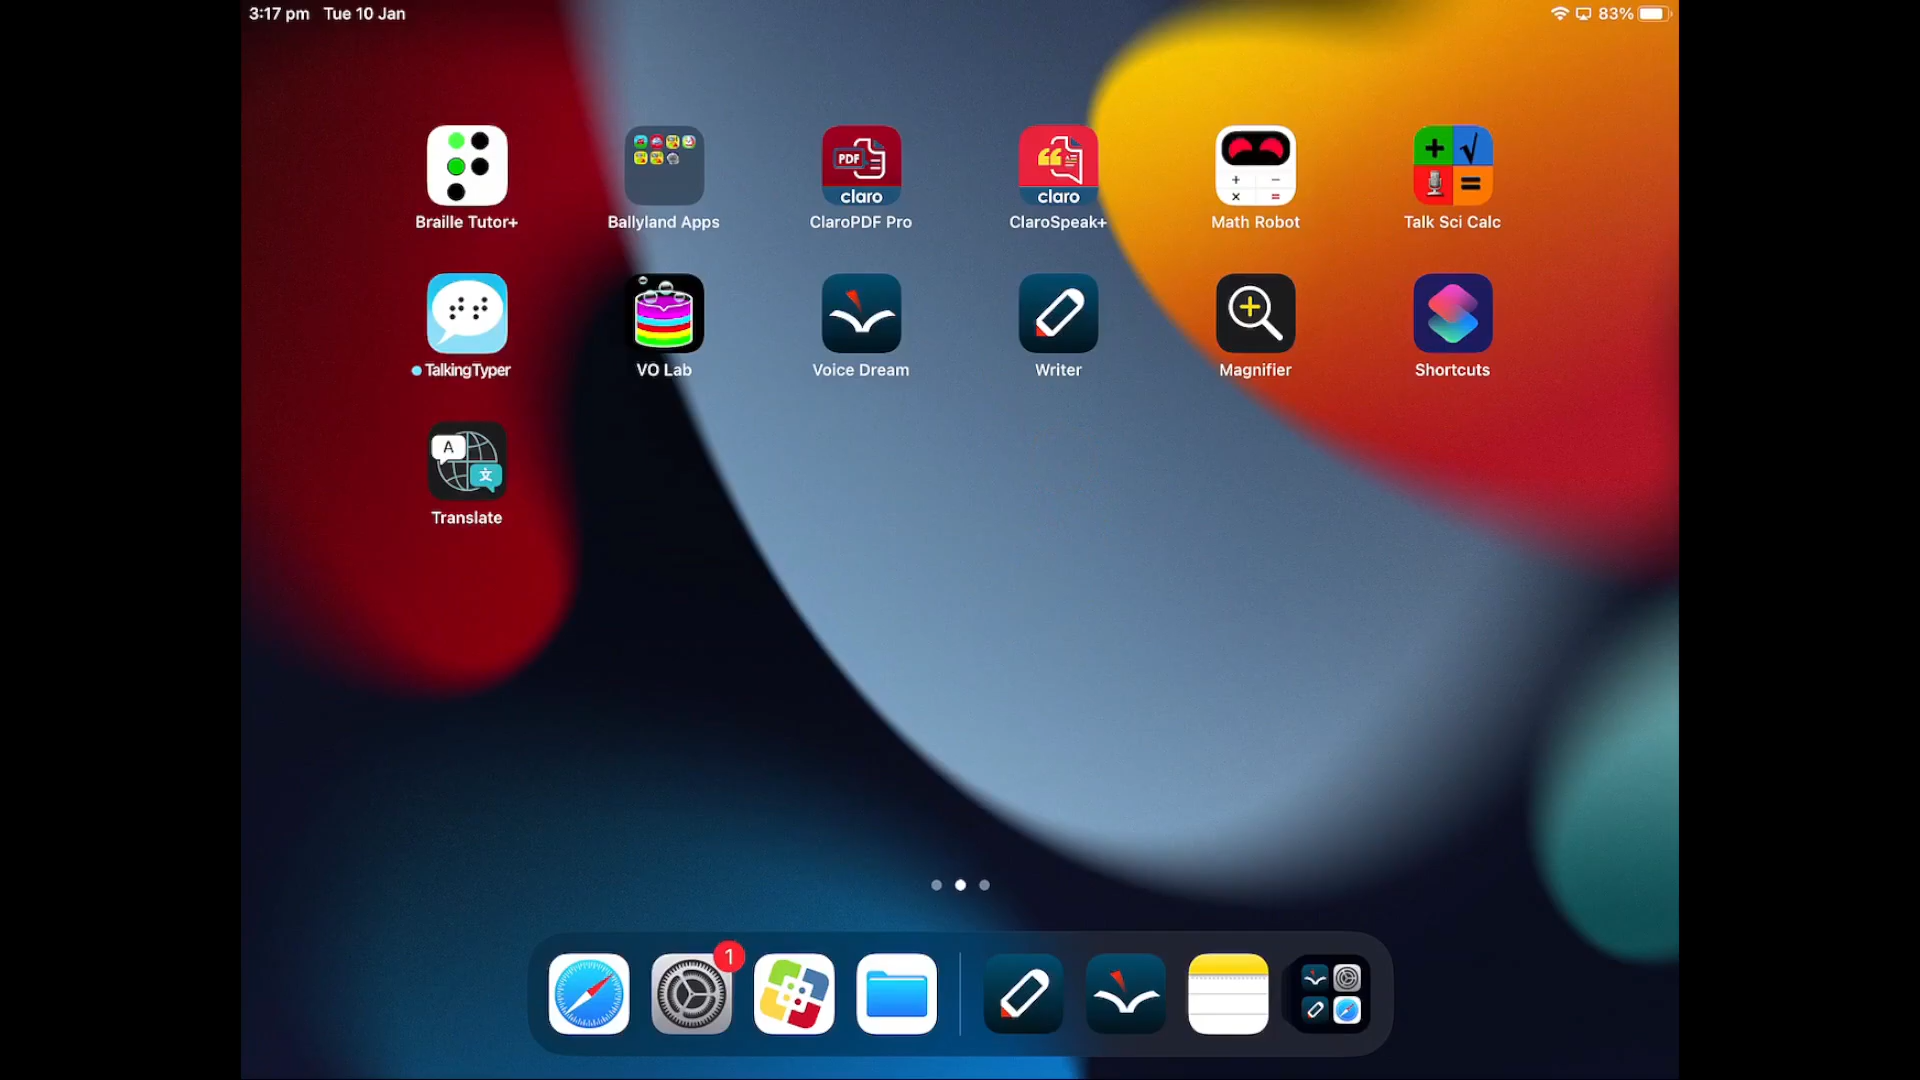 3:17 pm Tue 10 Jan
83%
PDF
claro
claro
+ √
=
+ −
× =
Braille Tutor+ Ballyland Apps ClaroPDF Pro ClaroSpeak+ Math Robot Talk Sci Calc
TalkingTyper VO Lab Voice Dream Writer Magnifier Shortcuts
A
文
Translate
1